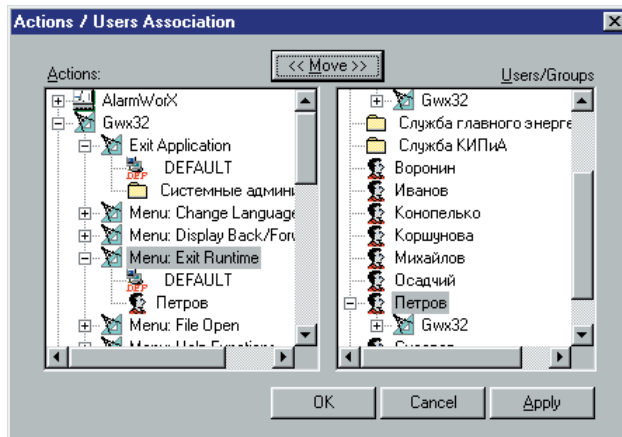 Actions / Users Association
<< Move >>
Actions:
Users/Groups
AlarmWorX
Gwx32
Exit Application
DEFAULT
Системные админи
Menu: Change Language
Menu: Display Back/Forw
Menu: Exit Runtime
DEFAULT
Петров
Menu: File Open
Gwx32
Служба главного энерге
Служба КИПиА
Воронин
Иванов
Конопелько
Коршунова
Михайлов
Осадчий
Петров
Gwx32
OK
Cancel
Apply